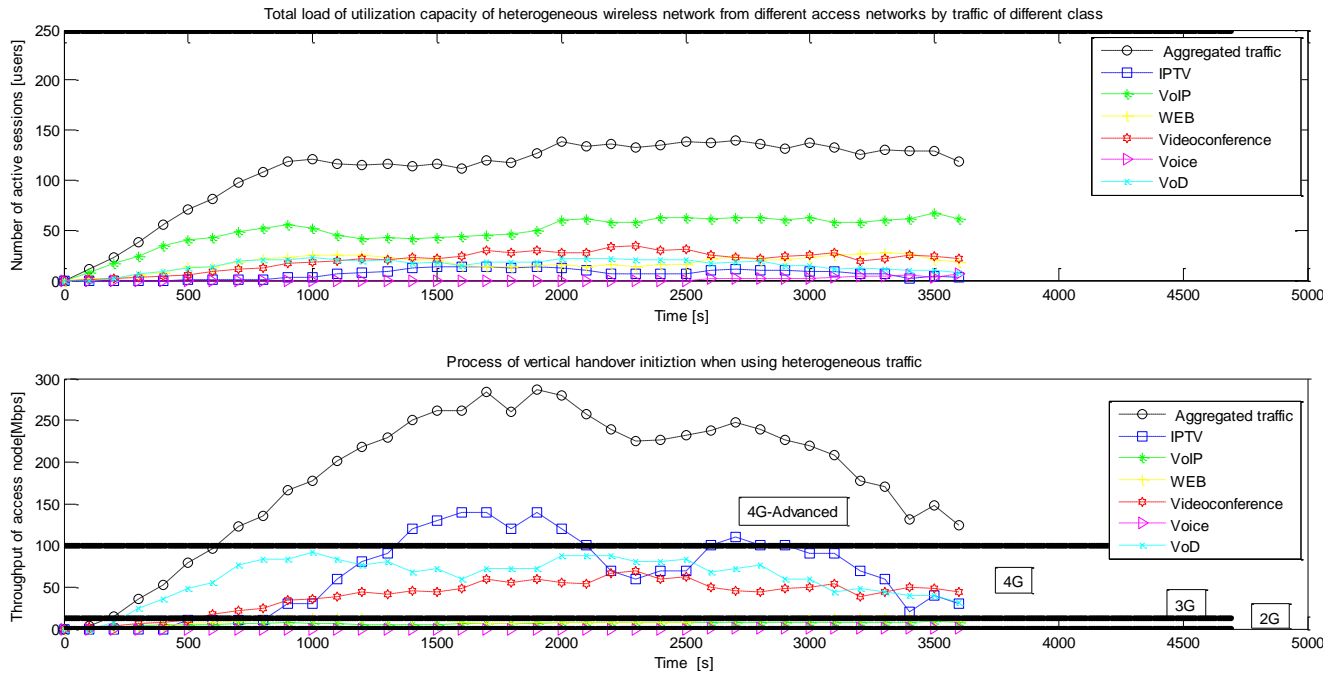 Total load of utilization capacity of heterogeneous wireless network from different access networks by traffic of different class
Number of active sessions [users]
250
200
150
100
50
0
0 500 1000 1500 2000 2500 3000 3500 4000 4500 5000
Time [s]
Aggregated traffic
IPTV
VoIP
WEB
Videoconference
Voice
VoD
Process of vertical handover initiztion when using heterogeneous traffic
Throughput of access node[Mbps]
300
250
200
150
100
50
0
0 500 1000 1500 2000 2500 3000 3500 4000 4500 5000
Time [s]
Aggregated traffic
IPTV
VoIP
WEB
Videoconference
Voice
VoD
4G-Advanced
4G
3G
2G